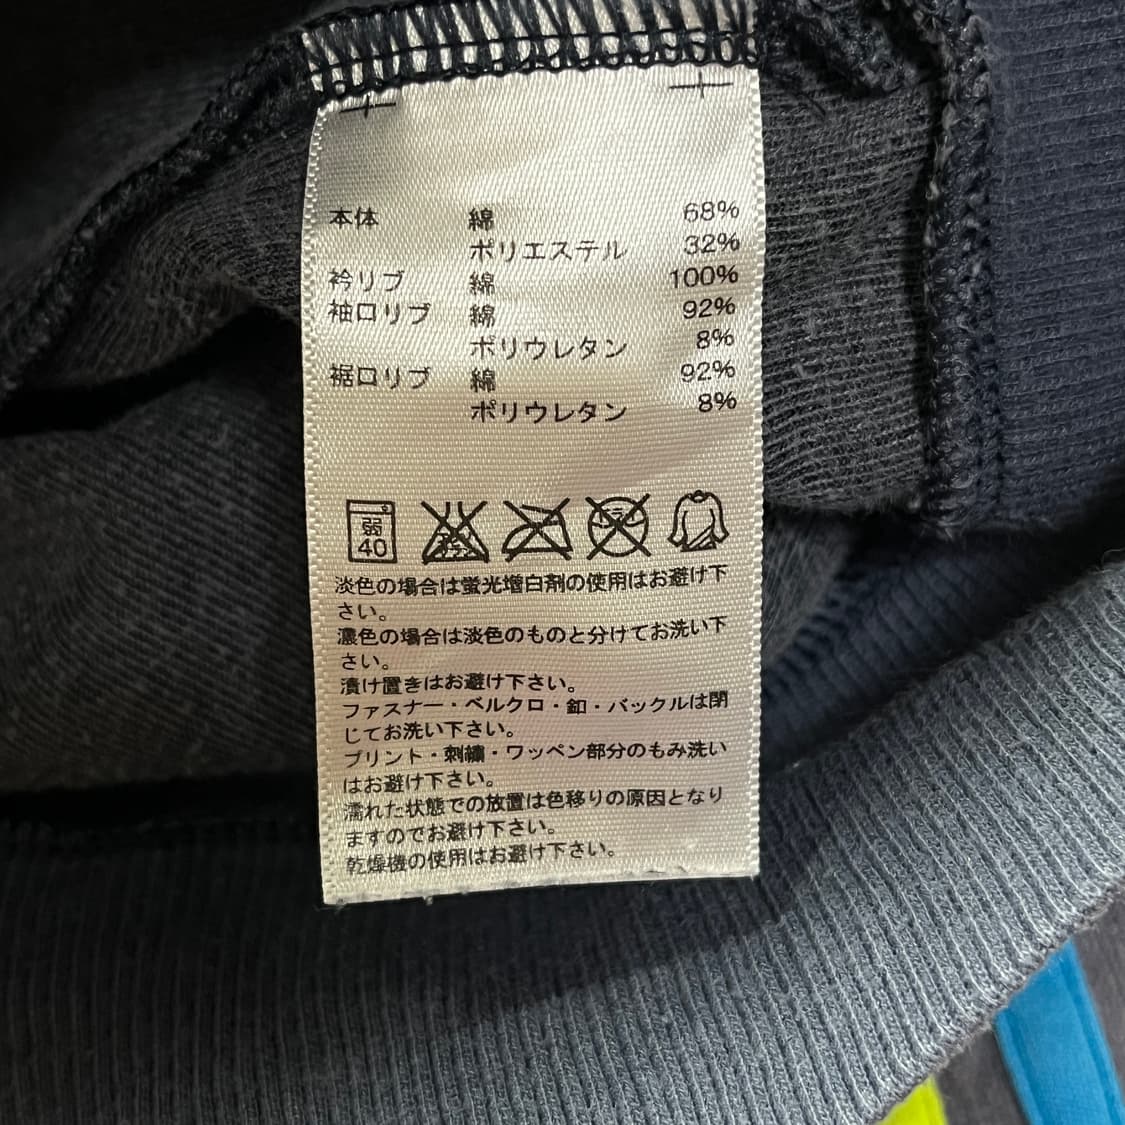 本体 綿 68%
ポリエステル 32%
衿リブ 綿 100%
袖口リブ 綿 92%
ポリウレタン 8%
裾口リブ 綿 92%
ポリウレタン 8%
弱
40
淡色の場合は蛍光増白剤の使用はお避け下
さい。
濃色の場合は淡色のものと分けてお洗い下
さい。
漬け置きはお避け下さい。
ファスナー・ベルクロ・釦・バックルは閉
じてお洗い下さい。
プリント・刺繍・ワッペン部分のもみ洗い
はお避け下さい。
濡れた状態での放置は色移りの原因となり
ますのでお避け下さい。
乾燥機の使用はお避け下さい。